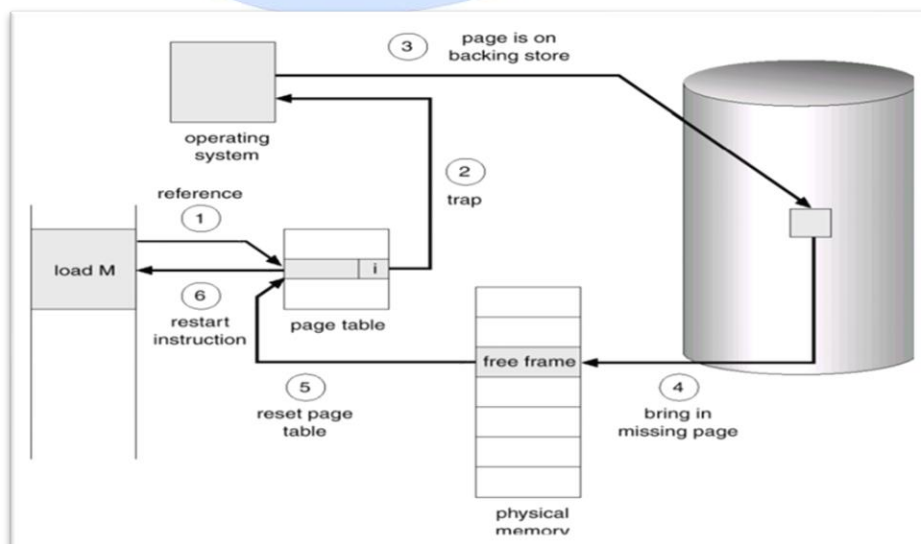 3
page is on
backing store
operating
system
2
trap
reference
1
load M
i
6
restart
instruction
page table
free frame
5
reset page
table
4
bring in
missing page
physical
memory